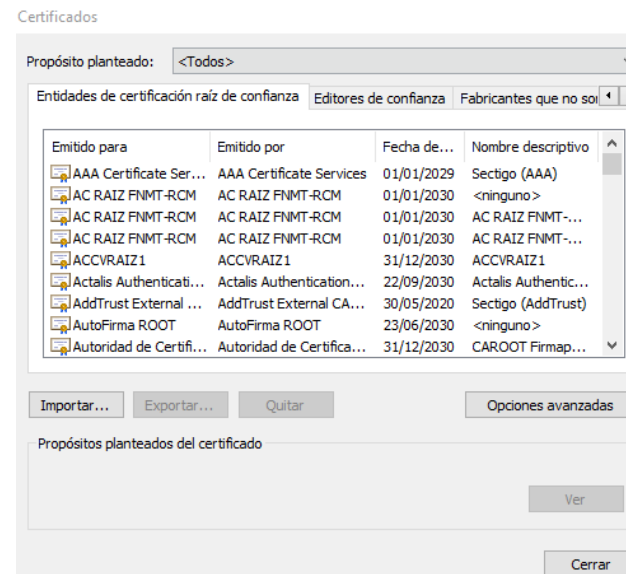 Certificados
Propósito planteado: <Todos>
Entidades de certificación raíz de confianza Editores de confianza Fabricantes que no so
Emitido para Emitido por Fecha de... Nombre descriptivo
AAA Certificate Ser... AAA Certificate Services 01/01/2029 Sectigo (AAA)
AC RAIZ FNMT-RCM AC RAIZ FNMT-RCM 01/01/2030 <ninguno>
AC RAIZ FNMT-RCM AC RAIZ FNMT-RCM 01/01/2030 AC RAIZ FNMT-...
AC RAIZ FNMT-RCM AC RAIZ FNMT-RCM 01/01/2030 AC RAIZ FNMT-...
ACCVRAIZ1 ACCVRAIZ1 31/12/2030 ACCVRAIZ1
Actalis Authenticati... Actalis Authentication... 22/09/2030 Actalis Authentic...
AddTrust External ... AddTrust External CA... 30/05/2020 Sectigo (AddTrust)
AutoFirma ROOT AutoFirma ROOT 23/06/2030 <ninguno>
Autoridad de Certifi... Autoridad de Certifica... 31/12/2030 CAROOT Firmap...
Importar... Exportar... Quitar Opciones avanzadas
Propósitos planteados del certificado
Ver
Cerrar